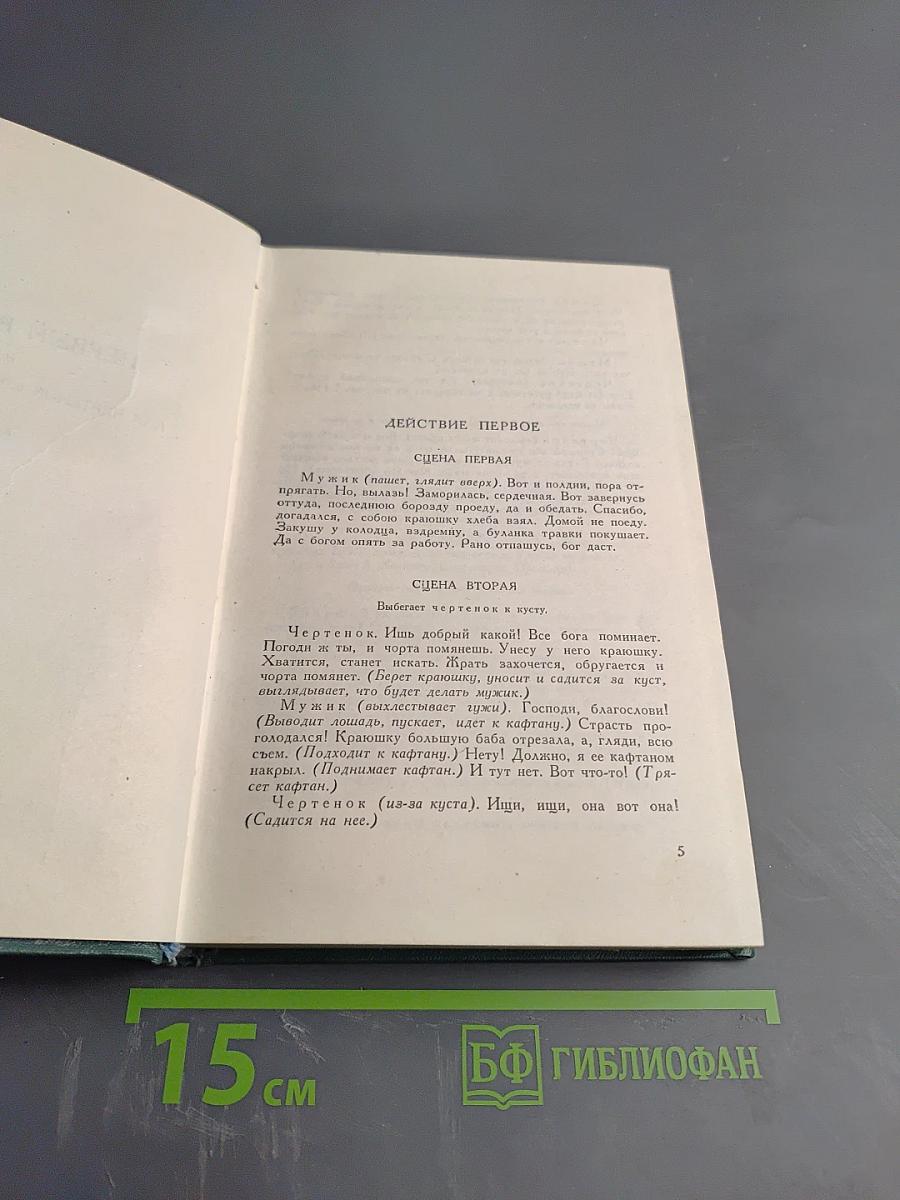 ДЕЙСТВИЕ ПЕРВОЕ
СЦЕНА ПЕРВАЯ
Мужик (пашет, глядит вверх). Вот и полдни, пора от-
прягать. Но, вылазь! Заморилась, сердечная. Вот завернусь
оттуда, последнюю борозду проеду, да и обедать. Спасибо,
догадался, с собою краюшку хлеба взял. Домой не поеду.
Закушу у колодца, вздремну, а буланка травки покушает.
Да с богом опять за работу. Рано отпашусь, бог даст.
СЦЕНА ВТОРАЯ
Выбегает чертенок к кусту.
Чертенок. Ишь добрый какой! Все бога поминает.
Погоди ж ты, и чорта помянешь. Унесу у него краюшку.
Хватится, станет искать. Жрать захочется, обругается и
чорта помянет. (Берет краюшку, уносит и садится за куст,
выглядывает, что будет делать мужик.)
Мужик (выхлестывает гужи). Господи, благослови!
(Выводит лошадь, пускает, идет к кафтану.) Страсть про-
голодался! Краюшку большую баба отрезала, а, гляди, всю
съем. (Подходит к кафтану.) Нету! Должно, я ее кафтаном
накрыл. (Поднимает кафтан.) И тут нет. Вот что-то! (Тря-
сет кафтан.)
Чертенок (из-за куста). Ищи, ищи, она вот она!
(Садится на нее.)
5
15 см
БФ ГИБЛИОФАН